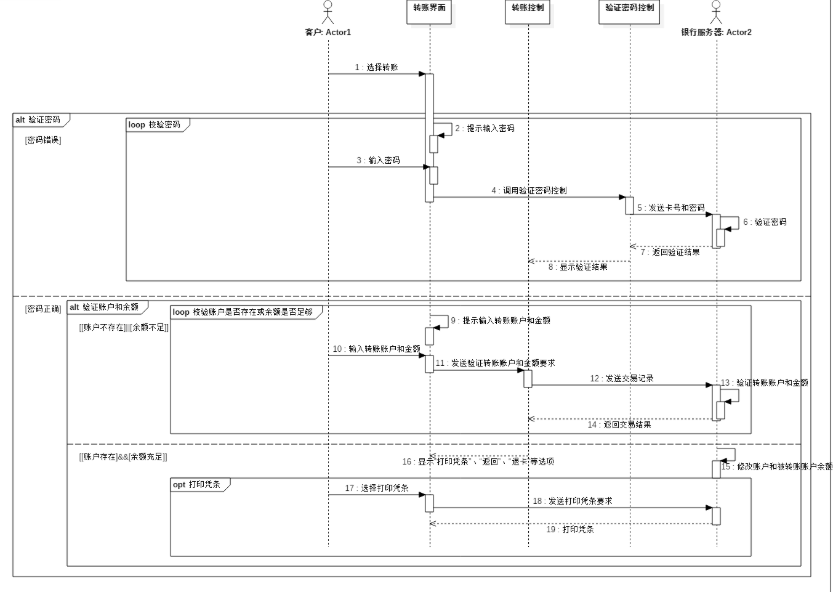 转账界面
转账控制
验证密码控制
客户: Actor1
银行服务器: Actor2
1 : 选择转账
alt 验证密码
loop 校验密码
[密码错误]
2 : 提示输入密码
3 : 输入密码
4 : 调用验证密码控制
5 : 发送卡号和密码
6 : 验证密码
7 : 返回验证结果
8 : 显示验证结果
[密码正确]
alt 验证账户和余额
loop 校验账户是否存在或余额是否足够
[[账户不存在]||[余额不足]]
9 : 提示输入转账账户和金额
10 : 输入转账账户和金额
11 : 发送验证转账账户和金额要求
12 : 发送交易记录
13 : 验证转账账户和金额
14 : 返回交易结果
[[账户存在]&&[余额充足]]
16 : 显示“打印凭条”、“返回”、“退卡”等选项
15 : 修改账户和被转账账户余额
opt 打印凭条
17 : 选择打印凭条
18 : 发送打印凭条要求
19 : 打印凭条